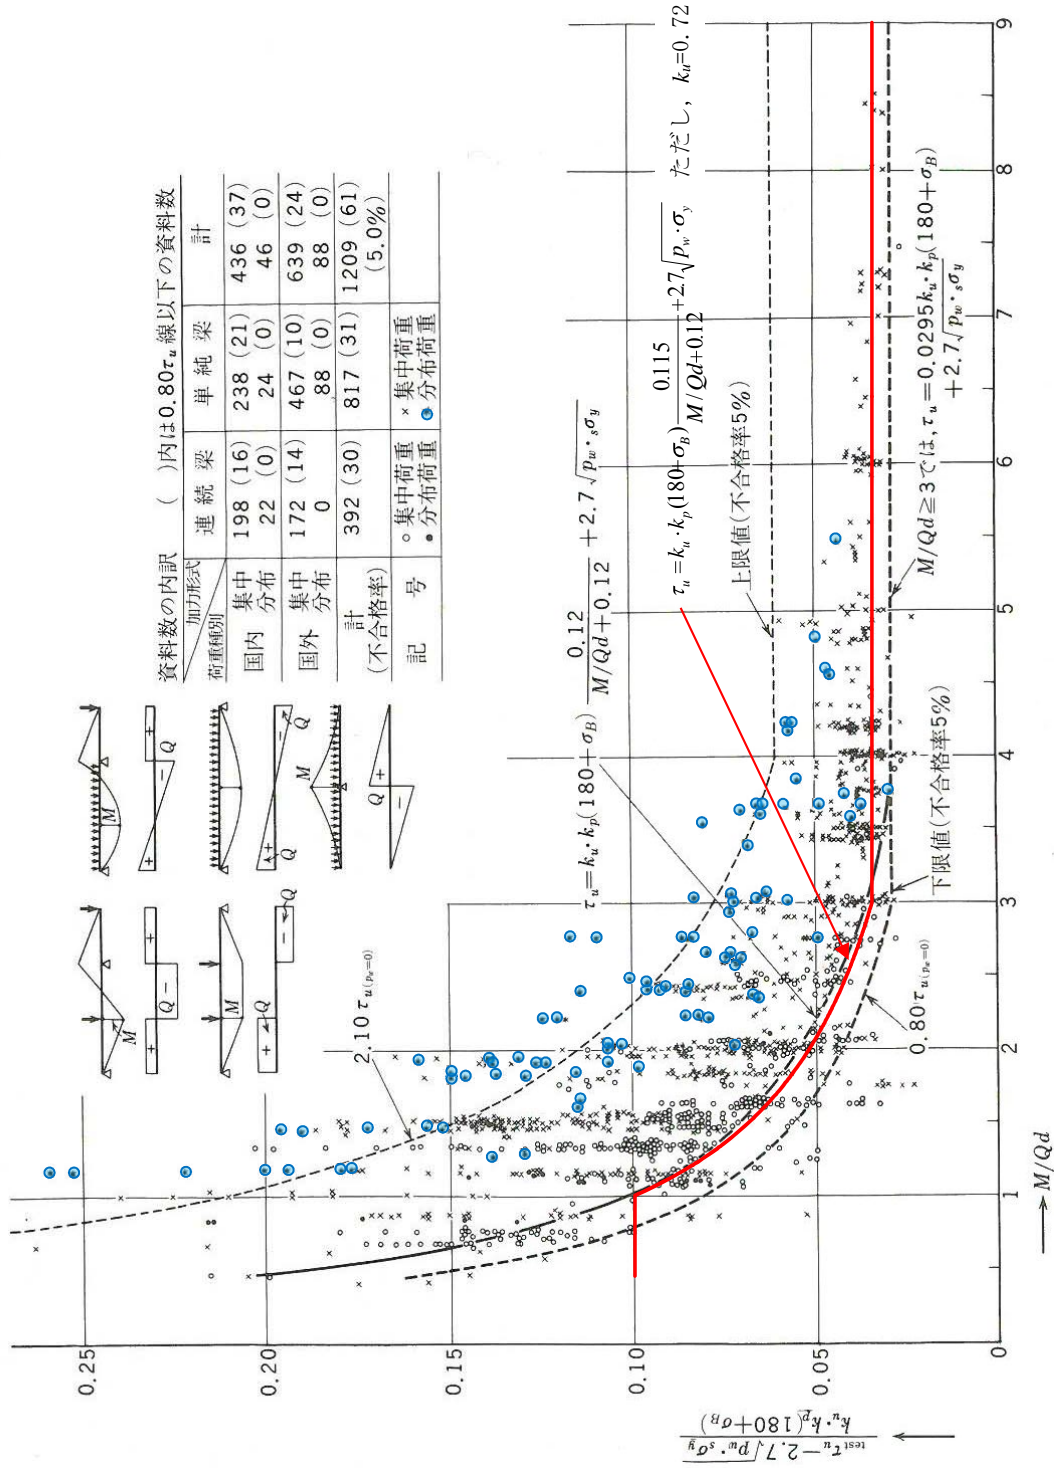 資料数の内訳 ( )内は0.80τu線以下の資料数
加力形式 荷重種別 連続梁 単純梁 計
国内 集中 198 (16) 238 (21) 436 (37)
分布 22 (0) 24 (0) 46 (0)
国外 集中 172 (14) 467 (10) 639 (24)
分布 0 88 (0) 88 (0)
計 392 (30) 817 (31) 1209 (61)
(不合格率) (5.0%)
記号 ○ 集中荷重 × 集中荷重
● 分布荷重 ● 分布荷重
M
Q
+
−
M
Q
+
−
M
Q
+
−
Q
+
−
M
Q
+
−
2.10τu(pw=0)
τu=ku・kp(180+σB) 0.12/(M/Qd+0.12) +2.7√(pw・sσy)
τu=ku・kp(180+σB) 0.115/(M/Qd+0.12) +2.7√(pw・σy) ただし, ku=0.72
上限値(不合格率5%)
M/Qd≧3では, τu=0.0295ku・kp(180+σB)
+2.7√(pw・sσy)
下限値(不合格率5%)
0.80τu(pw=0)
0.25
0.20
0.15
0.10
0.05
0
1
2
3
4
5
6
7
8
9
→M/Qd
(testτu−2.7√(pw・sσy))/(ku・kp(180+σB))